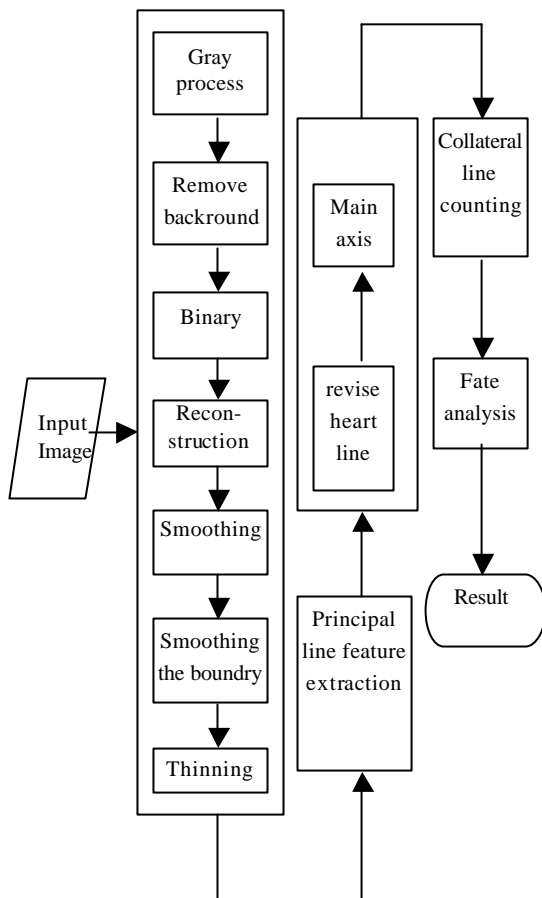 Input
Image
Gray
process
Remove
backround
Binary
Recon-
struction
Smoothing
Smoothing
the boundry
Thinning
Principal
line feature
extraction
revise
heart
line
Main
axis
Collateral
line
counting
Fate
analysis
Result